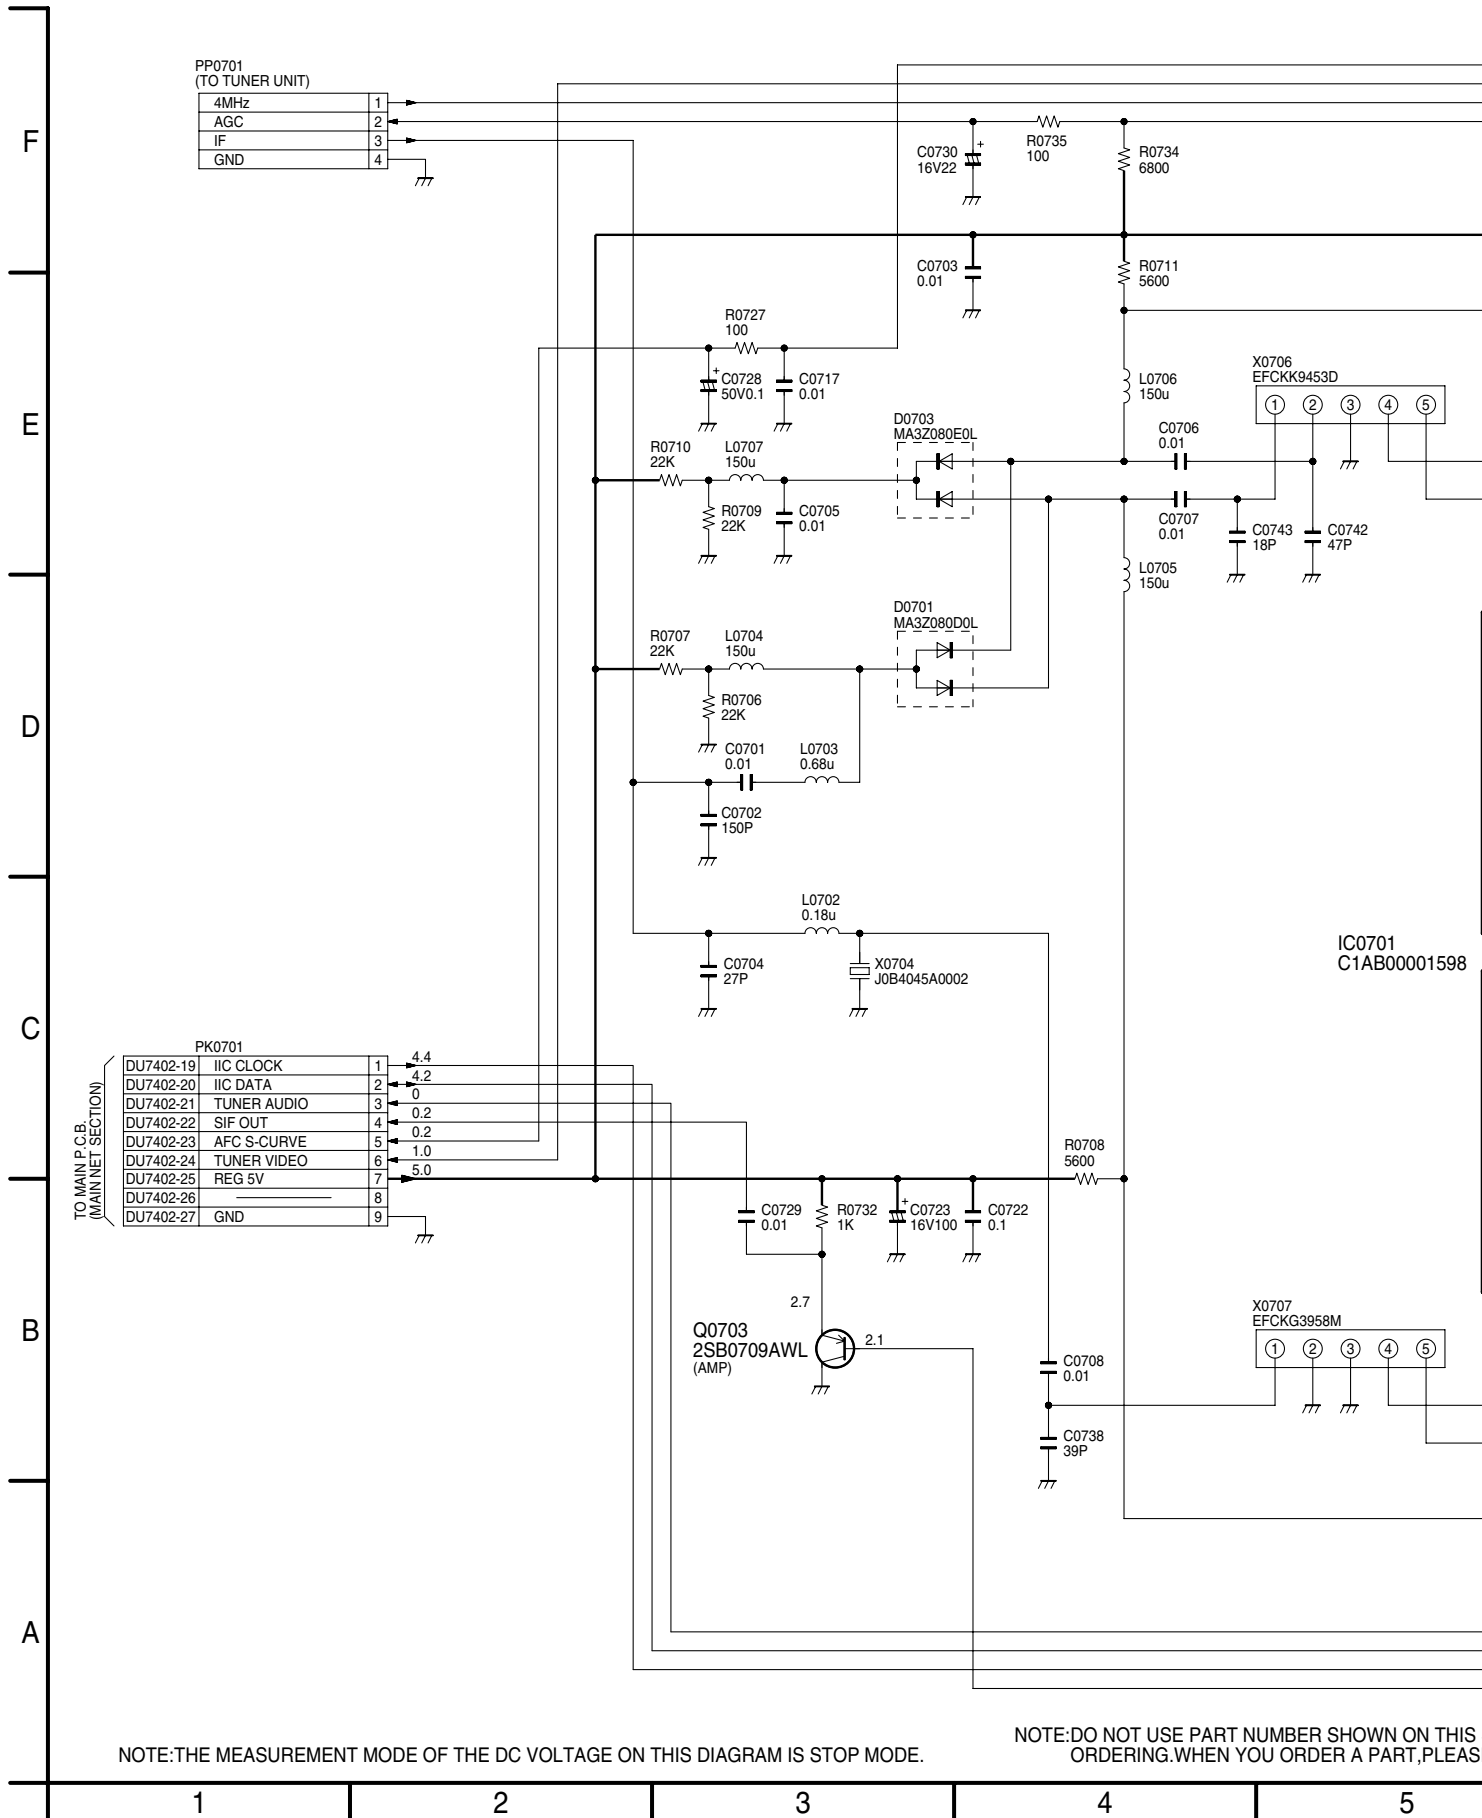 PP0701
(TO TUNER UNIT)
4MHz 1
AGC 2
IF 3
GND 4
F
C0730
16V22
+
R0735
100
R0734
6800
C0703
0.01
R0711
5600
R0727
100
+
C0728
50V0.1
C0717
0.01
L0706
150u
X0706
EFCKK9453D
1 2 3 4 5
E
D0703
MA3Z080E0L
C0706
0.01
R0710
22K
L0707
150u
R0709
22K
C0705
0.01
C0707
0.01
C0743
18P
C0742
47P
L0705
150u
D0701
MA3Z080D0L
R0707
22K
L0704
150u
R0706
22K
D
C0701
0.01
L0703
0.68u
C0702
150P
L0702
0.18u
C0704
27P
X0704
J0B4045A0002
IC0701
C1AB00001598
C
PK0701
TO MAIN P.C.B.
(MAIN NET SECTION)
DU7402-19 IIC CLOCK 1 4.4
DU7402-20 IIC DATA 2 4.2
DU7402-21 TUNER AUDIO 3 0
DU7402-22 SIF OUT 4 0.2
DU7402-23 AFC S-CURVE 5 0.2
DU7402-24 TUNER VIDEO 6 1.0
DU7402-25 REG 5V 7 5.0
DU7402-26 8
DU7402-27 GND 9
R0708
5600
C0729
0.01
R0732
1K
+
C0723
16V100
C0722
0.1
2.7
Q0703
2SB0709AWL
(AMP)
2.1
B
C0708
0.01
C0738
39P
X0707
EFCKG3958M
1 2 3 4 5
A
NOTE:THE MEASUREMENT MODE OF THE DC VOLTAGE ON THIS DIAGRAM IS STOP MODE.
NOTE:DO NOT USE PART NUMBER SHOWN ON THIS
ORDERING.WHEN YOU ORDER A PART,PLEAS
1 2 3 4 5